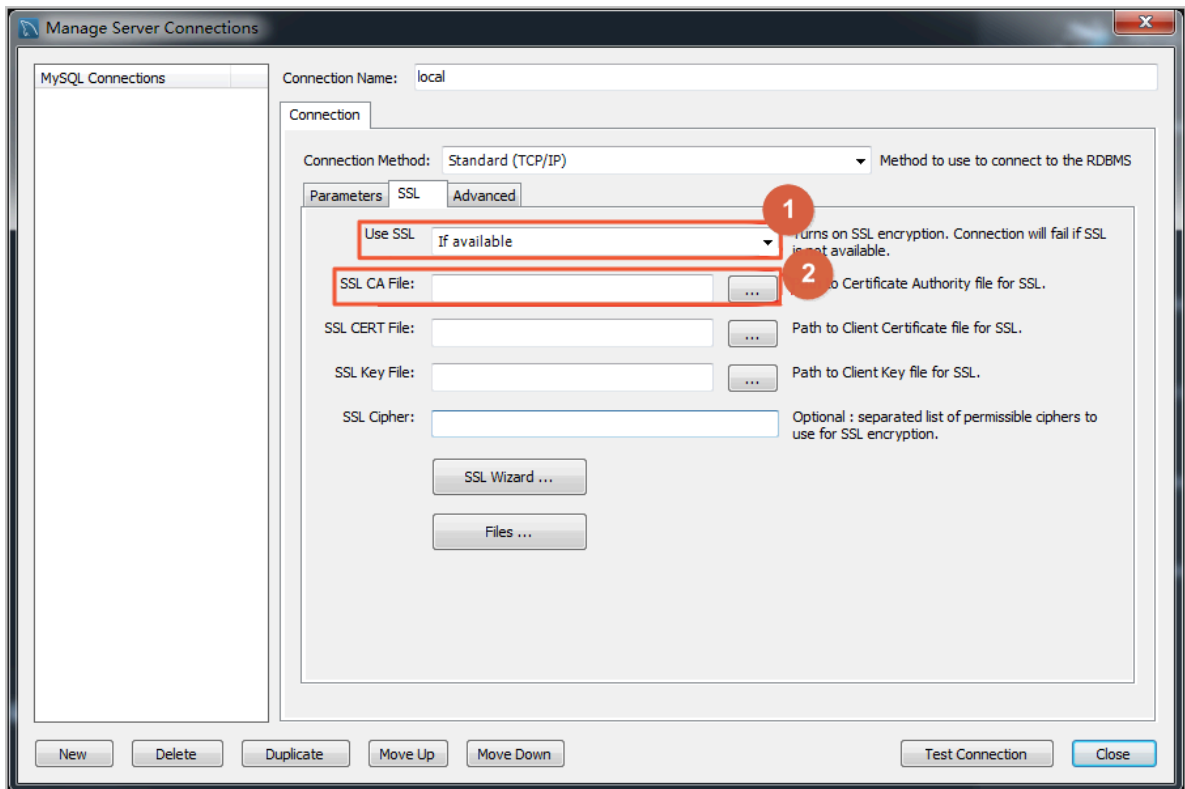 Manage Server Connections
x
MySQL Connections
Connection Name: local
Connection
Connection Method: Standard (TCP/IP) Method to use to connect to the RDBMS
Parameters SSL Advanced
1
Use SSL If available Turns on SSL encryption. Connection will fail if SSL
is not available.
2
SSL CA File: ... to Certificate Authority file for SSL.
SSL CERT File: ... Path to Client Certificate file for SSL.
SSL Key File: ... Path to Client Key file for SSL.
SSL Cipher: Optional : separated list of permissible ciphers to
use for SSL encryption.
SSL Wizard ...
Files ...
New Delete Duplicate Move Up Move Down Test Connection Close